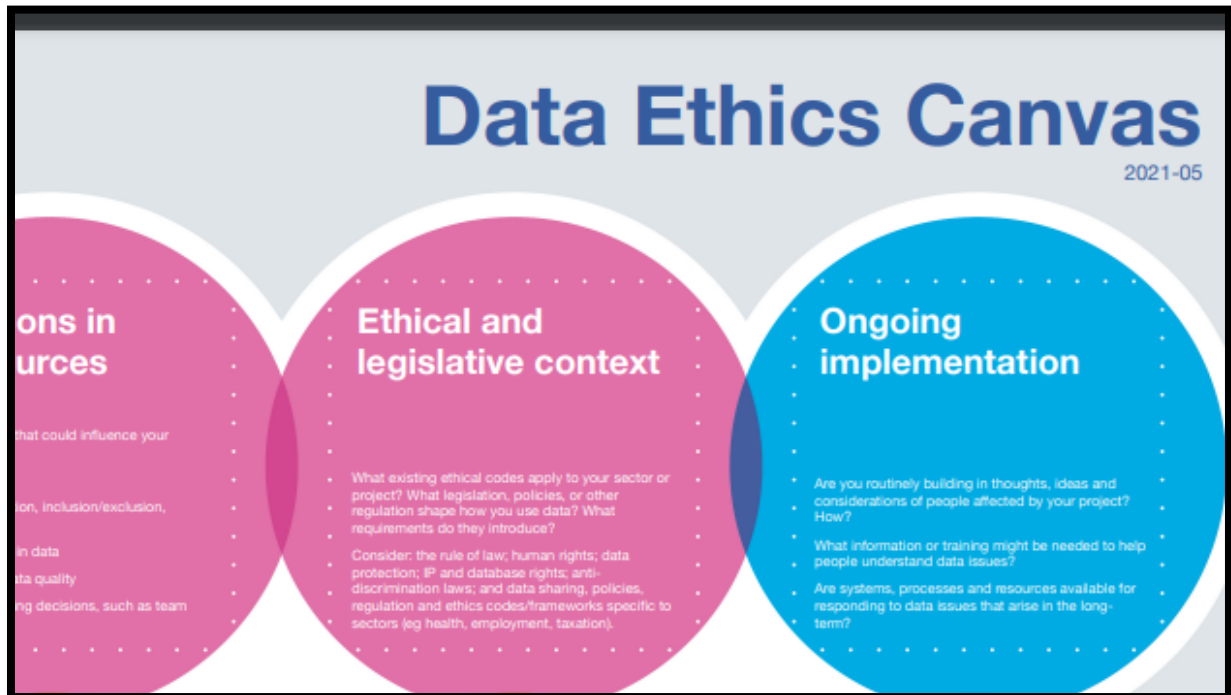 Data Ethics Canvas
2021-05
ons in
urces
that could influence your
ion, inclusion/exclusion,
in data
ata quality
ng decisions, such as team
Ethical and
legislative context
What existing ethical codes apply to your sector or
project? What legislation, policies, or other
regulation shape how you use data? What
requirements do they introduce?
Consider: the rule of law; human rights; data
protection; IP and database rights; anti-
discrimination laws; and data sharing, policies,
regulation and ethics codes/frameworks specific to
sectors (eg health, employment, taxation).
Ongoing
implementation
Are you routinely building in thoughts, ideas and
considerations of people affected by your project?
How?
What information or training might be needed to help
people understand data issues?
Are systems, processes and resources available for
responding to data issues that arise in the long-
term?